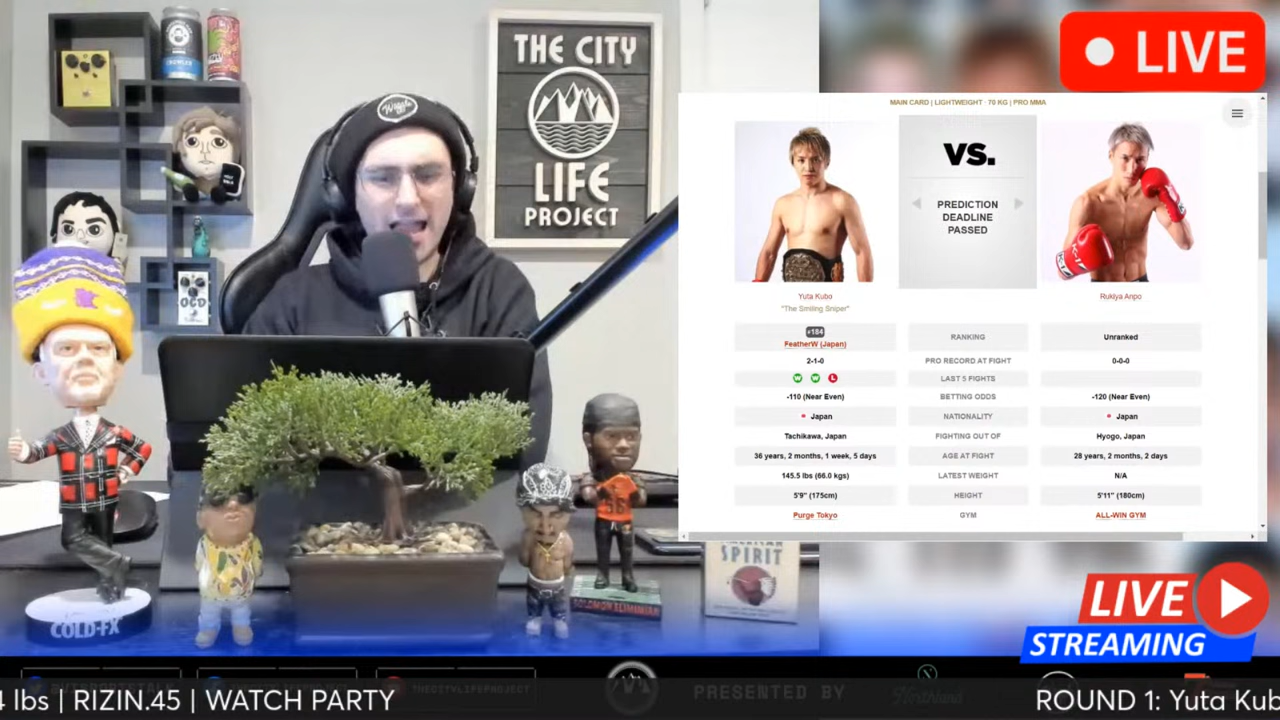 THE CITY
LIFE
PROJECT
Wiggle
OCD
COLD-FX
SOLOMON ELIMIMIAN
SPIRIT
LIVE
MAIN CARD | LIGHTWEIGHT · 70 KG | PRO MMA
VS.
PREDICTION
DEADLINE
PASSED
Yuta Kubo
"The Smiling Sniper"
Rukiya Anpo
+184
FeatherW (Japan) RANKING Unranked
2-1-0 PRO RECORD AT FIGHT 0-0-0
W W L LAST 5 FIGHTS
-110 (Near Even) BETTING ODDS -120 (Near Even)
Japan NATIONALITY Japan
Tachikawa, Japan FIGHTING OUT OF Hyogo, Japan
36 years, 2 months, 1 week, 5 days AGE AT FIGHT 28 years, 2 months, 2 days
145.5 lbs (66.0 kgs) LATEST WEIGHT N/A
5'9" (175cm) HEIGHT 5'11" (180cm)
Purge Tokyo GYM ALL-WIN GYM
LIVE
STREAMING
THECITYLIFEPROJECT
PRESENTED BY
Northland
4 lbs | RIZIN.45 | WATCH PARTY
ROUND 1: Yuta Kub